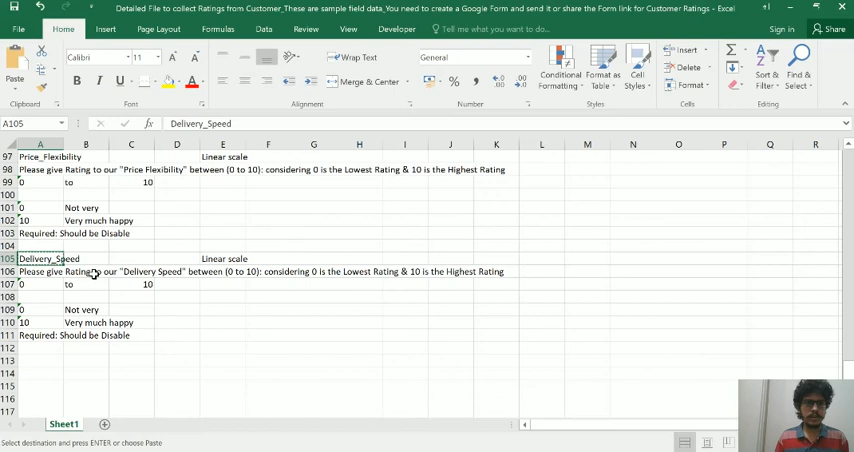 Detailed File to collect Ratings from Customer_These are sample field data_You need to create a Google Form and send it or share the Form link for Customer Ratings - Excel
File Home Insert Page Layout Formulas Data Review View Developer Tell me what you want to do... Sign in Share
Paste Calibri 11 Wrap Text General Conditional Formatting Format as Table Cell Styles Insert Sort & Filter Find & Select
B I U A Merge & Center % Delete
Format
Clipboard Font Alignment Number Styles Cells Editing
A105 fx Delivery_Speed
A B C D E F G H I J K L M N O P Q R
97 Price_Flexibility Linear scale
98 Please give Rating to our "Price Flexibility" between (0 to 10): considering 0 is the Lowest Rating & 10 is the Highest Rating
99 0 to 10
100
101 0 Not very
102 10 Very much happy
103 Required: Should be Disable
104
105 Delivery_Speed Linear scale
106 Please give Rating to our "Delivery Speed" between (0 to 10): considering 0 is the Lowest Rating & 10 is the Highest Rating
107 0 to 10
108
109 0 Not very
110 10 Very much happy
111 Required: Should be Disable
112
113
114
115
116
117
Sheet1
Select destination and press ENTER or choose Paste